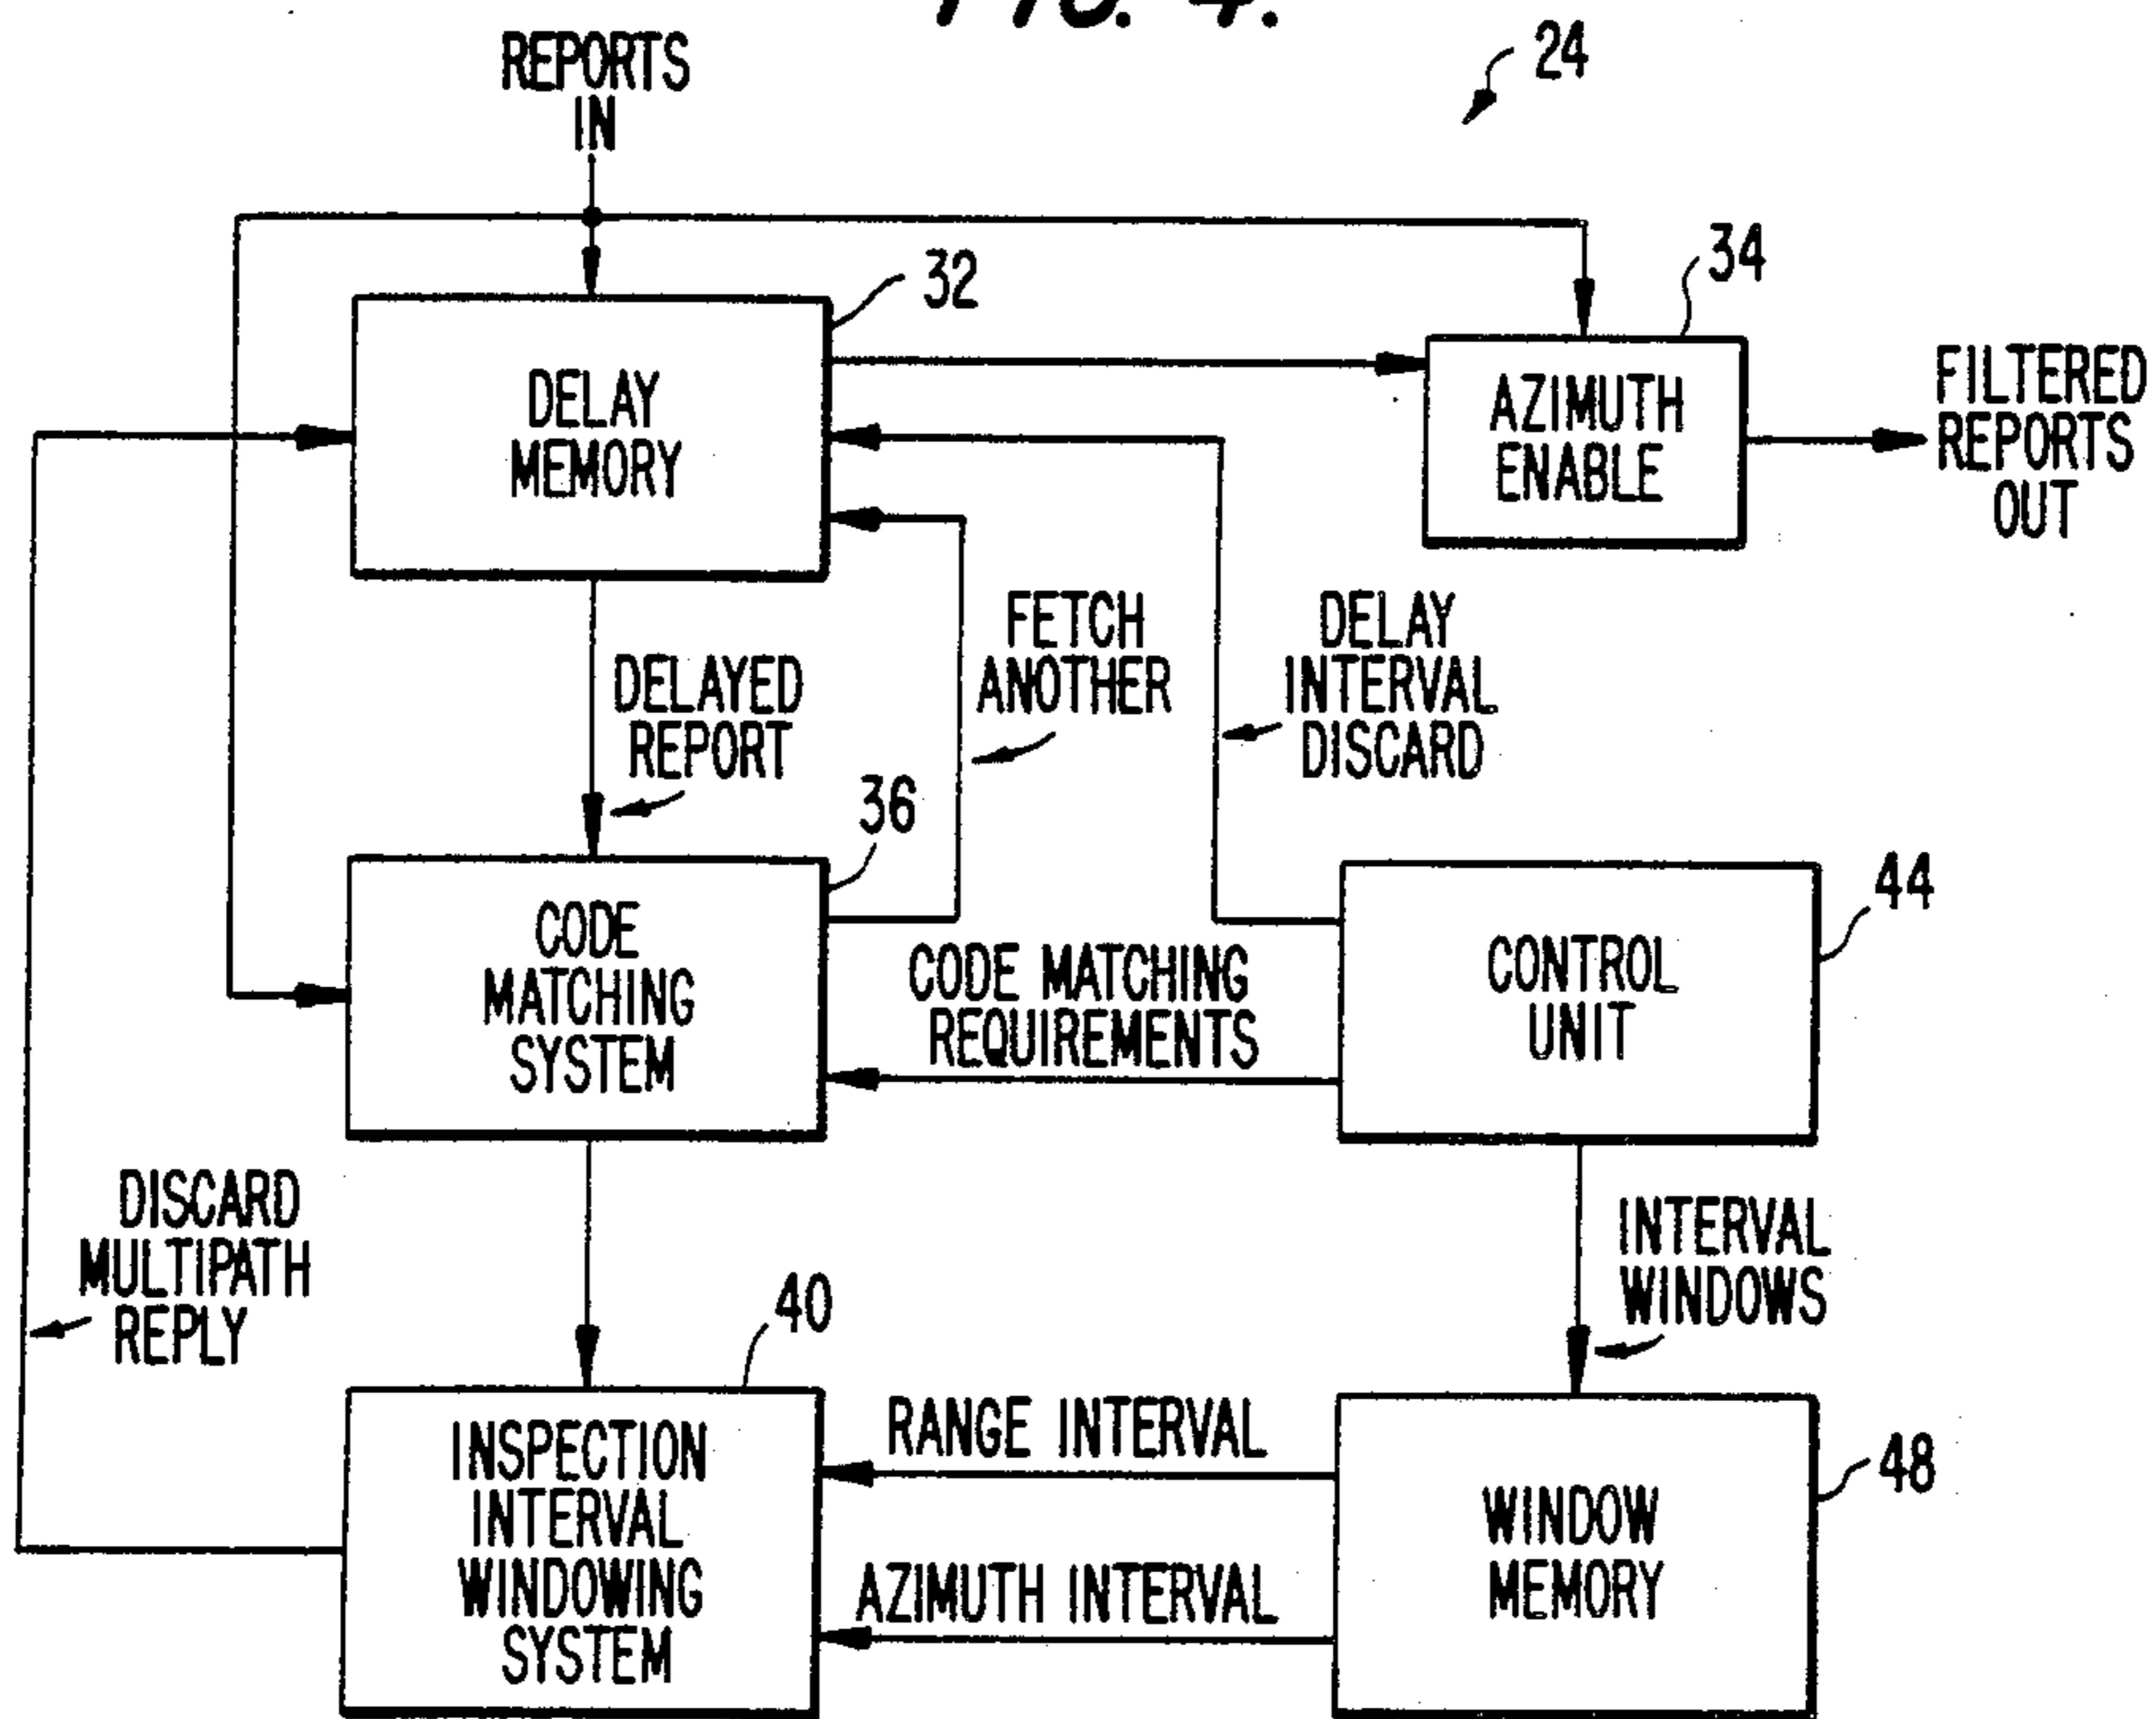 FIG. 4.
24
REPORTS
IN
32
34
DELAY
MEMORY
AZIMUTH
ENABLE
FILTERED
REPORTS
OUT
DELAYED
REPORT
FETCH
ANOTHER
DELAY
INTERVAL
DISCARD
36
44
CODE
MATCHING
SYSTEM
CODE MATCHING
REQUIREMENTS
CONTROL
UNIT
DISCARD
MULTIPATH
REPLY
INTERVAL
WINDOWS
40
48
INSPECTION
INTERVAL
WINDOWING
SYSTEM
RANGE INTERVAL
AZIMUTH INTERVAL
WINDOW
MEMORY